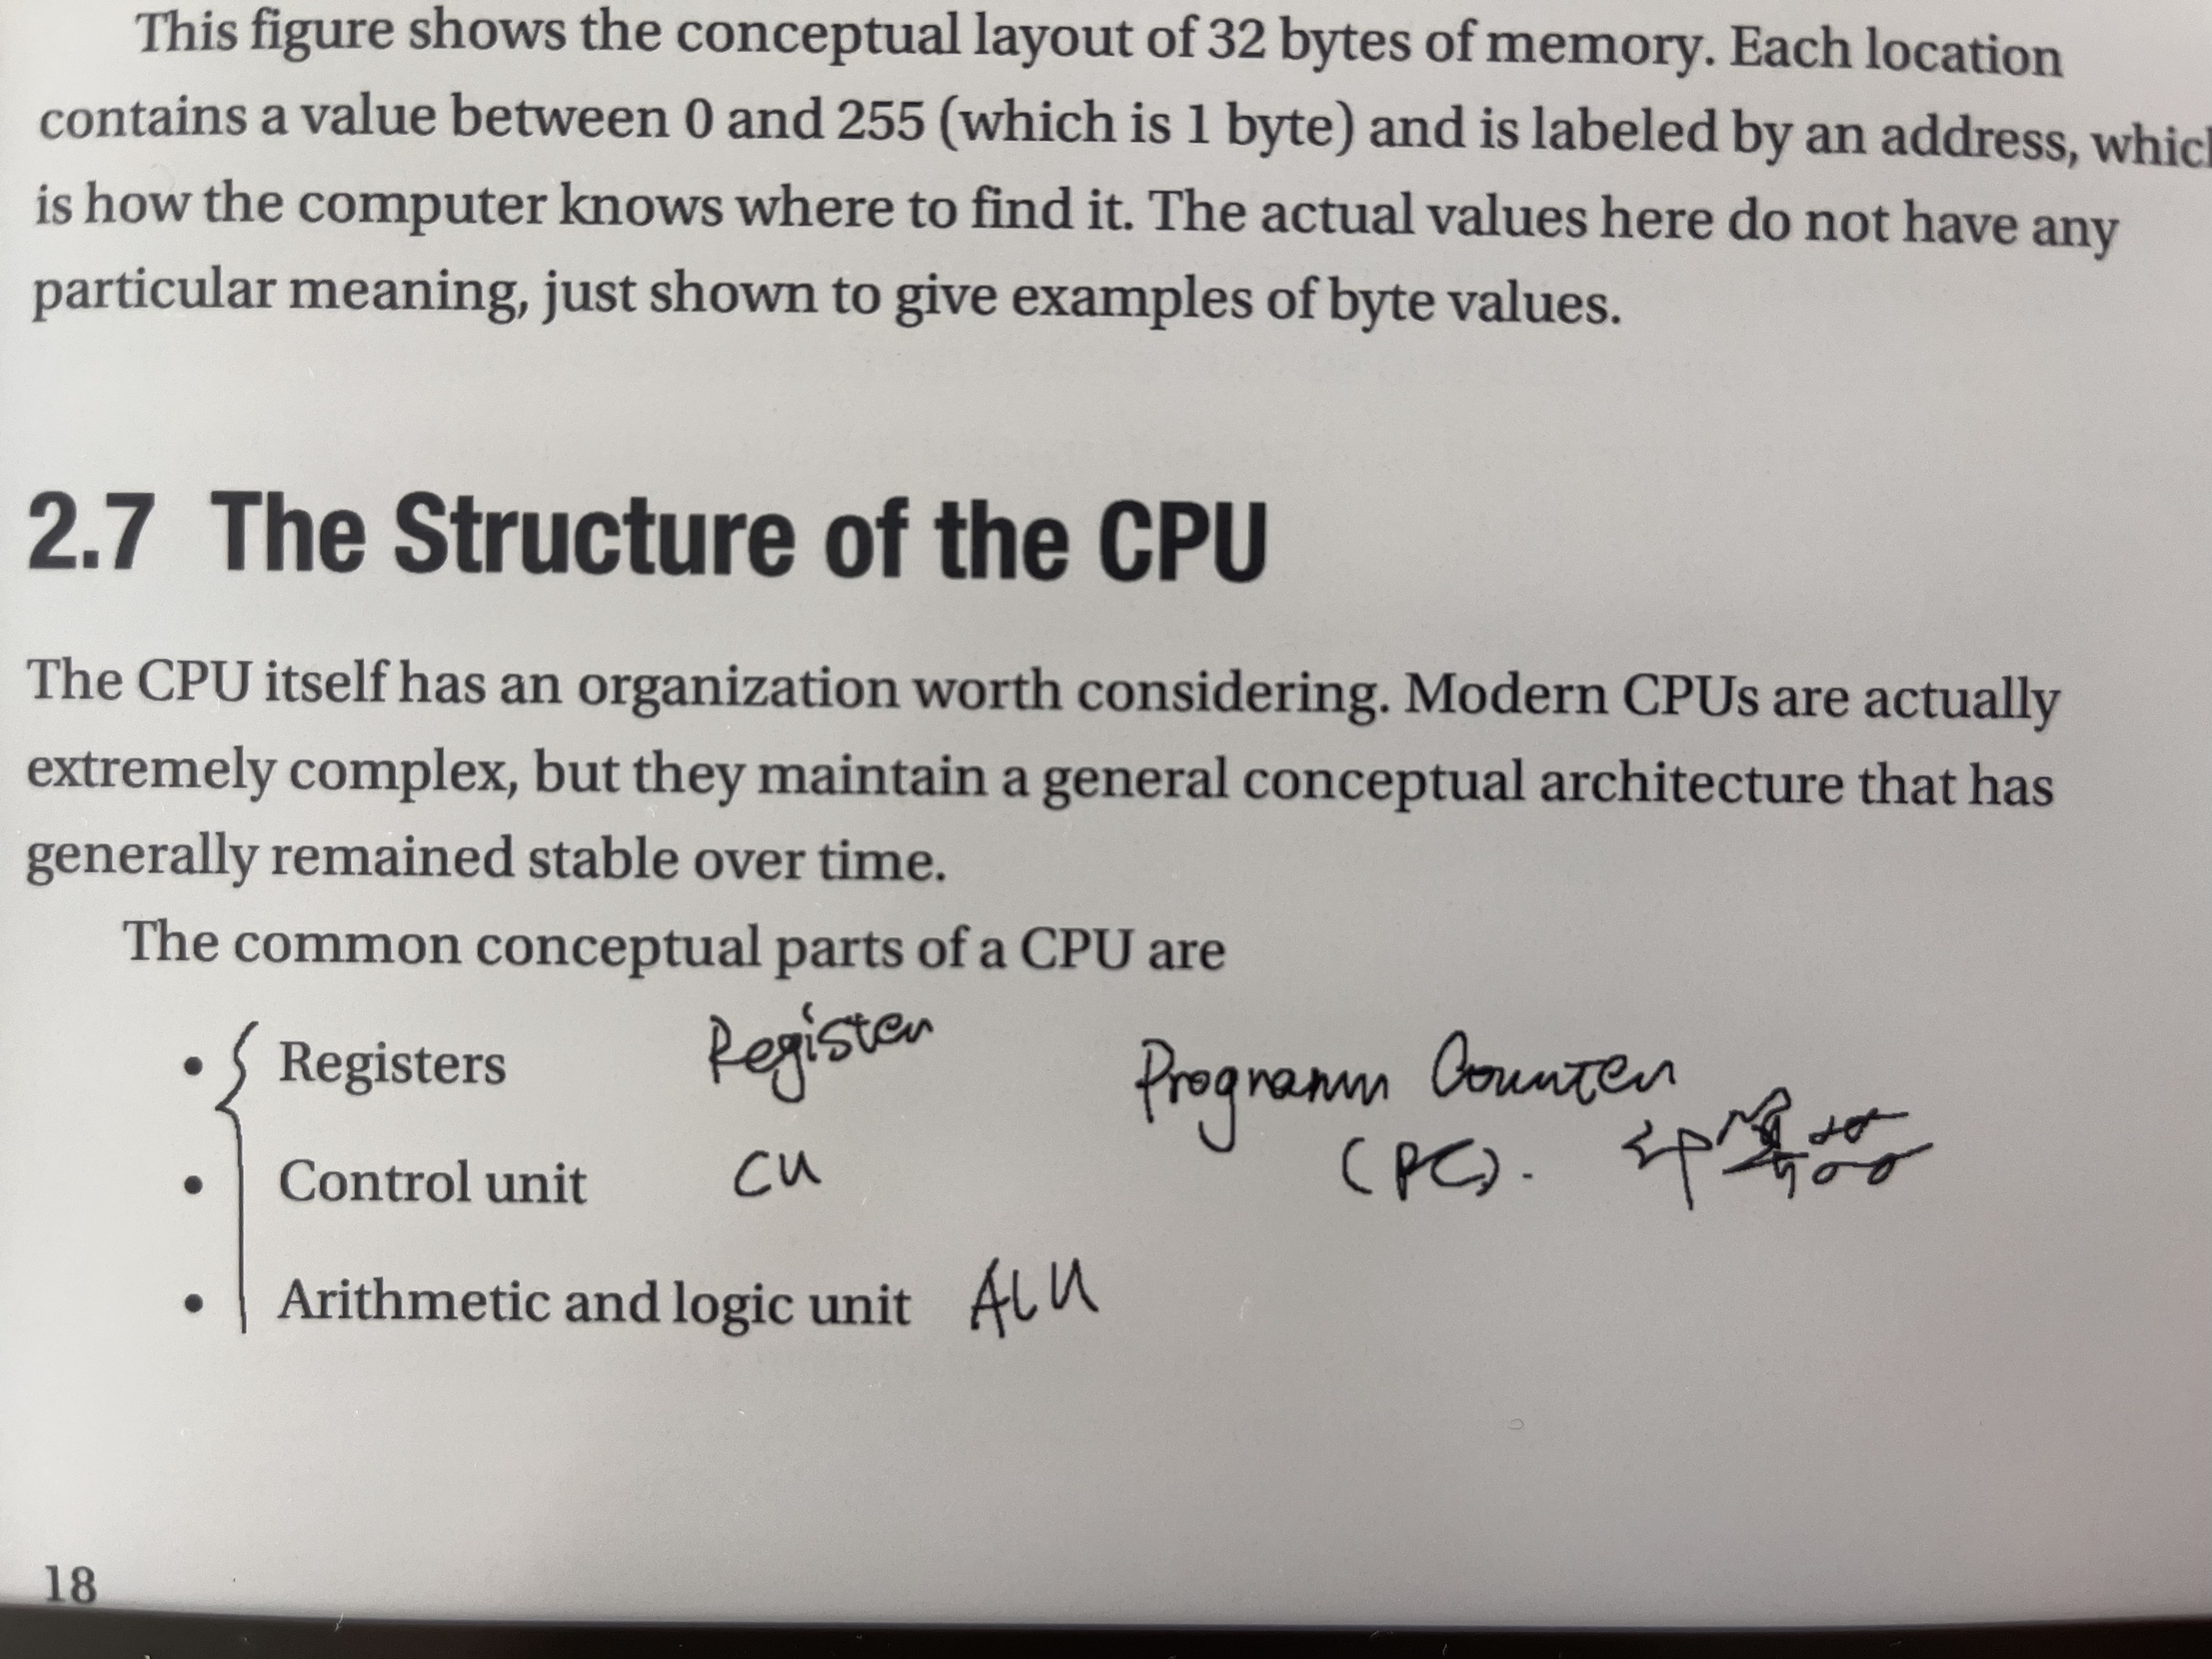 This figure shows the conceptual layout of 32 bytes of memory. Each location
contains a value between 0 and 255 (which is 1 byte) and is labeled by an address, which
is how the computer knows where to find it. The actual values here do not have any
particular meaning, just shown to give examples of byte values.
2.7 The Structure of the CPU
The CPU itself has an organization worth considering. Modern CPUs are actually
extremely complex, but they maintain a general conceptual architecture that has
generally remained stable over time.
The common conceptual parts of a CPU are
• Registers Register
Programm Counter
• Control unit CU (PC).
• Arithmetic and logic unit ALU
18